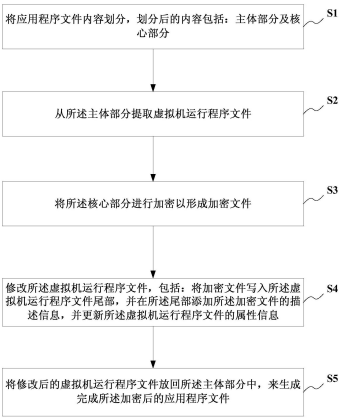 将应用程序文件内容划分，划分后的内容包括：主体部分及核
心部分
S1
从所述主体部分提取虚拟机运行程序文件
S2
将所述核心部分进行加密以形成加密文件
S3
修改所述虚拟机运行程序文件，包括：将加密文件写入所述虚
拟机运行程序文件尾部，并在所述尾部添加所述加密文件的描
述信息，并更新所述虚拟机运行程序文件的属性信息
S4
将修改后的虚拟机运行程序文件放回所述主体部分中，来生成
完成所述加密后的应用程序文件
S5